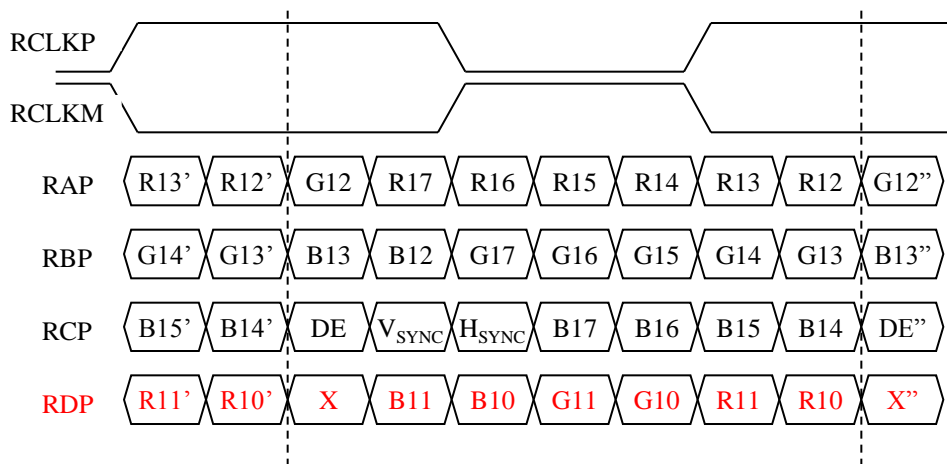 RCLKP
RCLKM
RAP R13’ R12’ G12 R17 R16 R15 R14 R13 R12 G12”
RBP G14’ G13’ B13 B12 G17 G16 G15 G14 G13 B13”
RCP B15’ B14’ DE VSYNC HSYNC B17 B16 B15 B14 DE”
RDP R11’ R10’ X B11 B10 G11 G10 R11 R10 X”